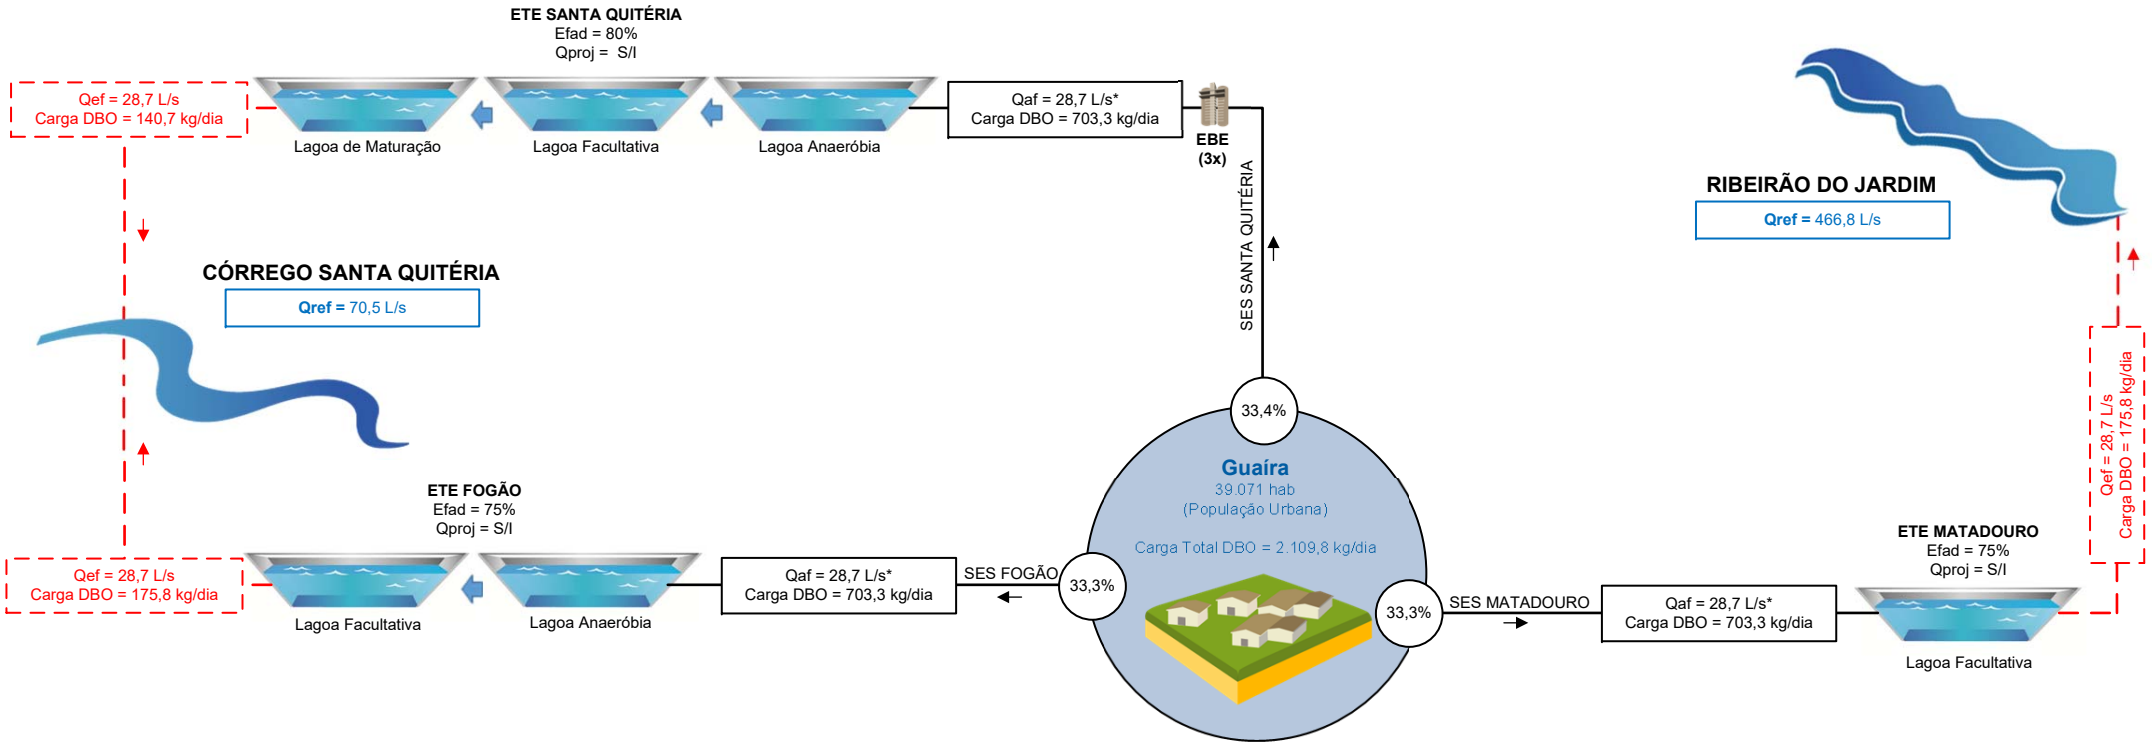 ETE SANTA QUITÉRIA
Efad = 80%
Qproj = S/I
Qef = 28,7 L/s
Carga DBO = 140,7 kg/dia
Lagoa de Maturação
Lagoa Facultativa
Lagoa Anaeróbia
Qaf = 28,7 L/s*
Carga DBO = 703,3 kg/dia
EBE
(3x)
SES SANTA QUITÉRIA
RIBEIRÃO DO JARDIM
Qref = 466,8 L/s
CÓRREGO SANTA QUITÉRIA
Qref = 70,5 L/s
33,4%
Guaíra
39.071 hab
(População Urbana)
Carga Total DBO = 2.109,8 kg/dia
33,3%
33,3%
ETE FOGÃO
Efad = 75%
Qproj = S/I
Qef = 28,7 L/s
Carga DBO = 175,8 kg/dia
Lagoa Facultativa
Lagoa Anaeróbia
Qaf = 28,7 L/s*
Carga DBO = 703,3 kg/dia
SES FOGÃO
SES MATADOURO
Qaf = 28,7 L/s*
Carga DBO = 703,3 kg/dia
ETE MATADOURO
Efad = 75%
Qproj = S/I
Lagoa Facultativa
Qef = 28,7 L/s
Carga DBO = 175,8 kg/dia